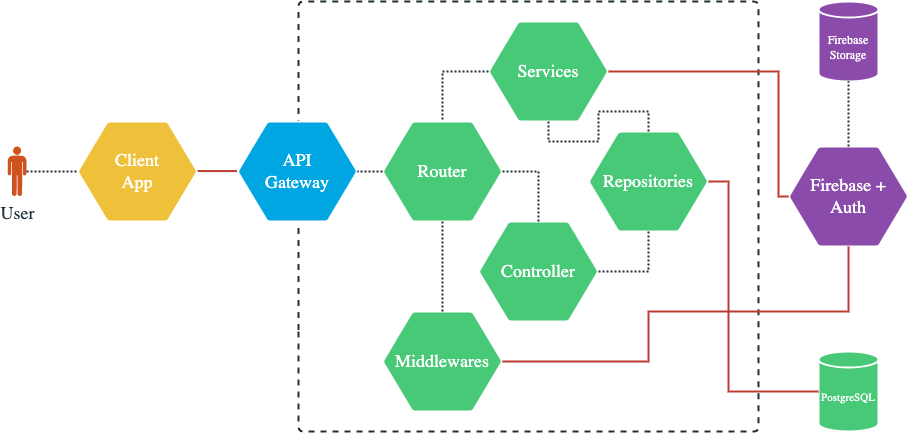 Services
Firebase
Storage
Client
App
API
Gateway
Router
Repositories
Firebase +
Auth
User
Controller
Middlewares
PostgreSQL